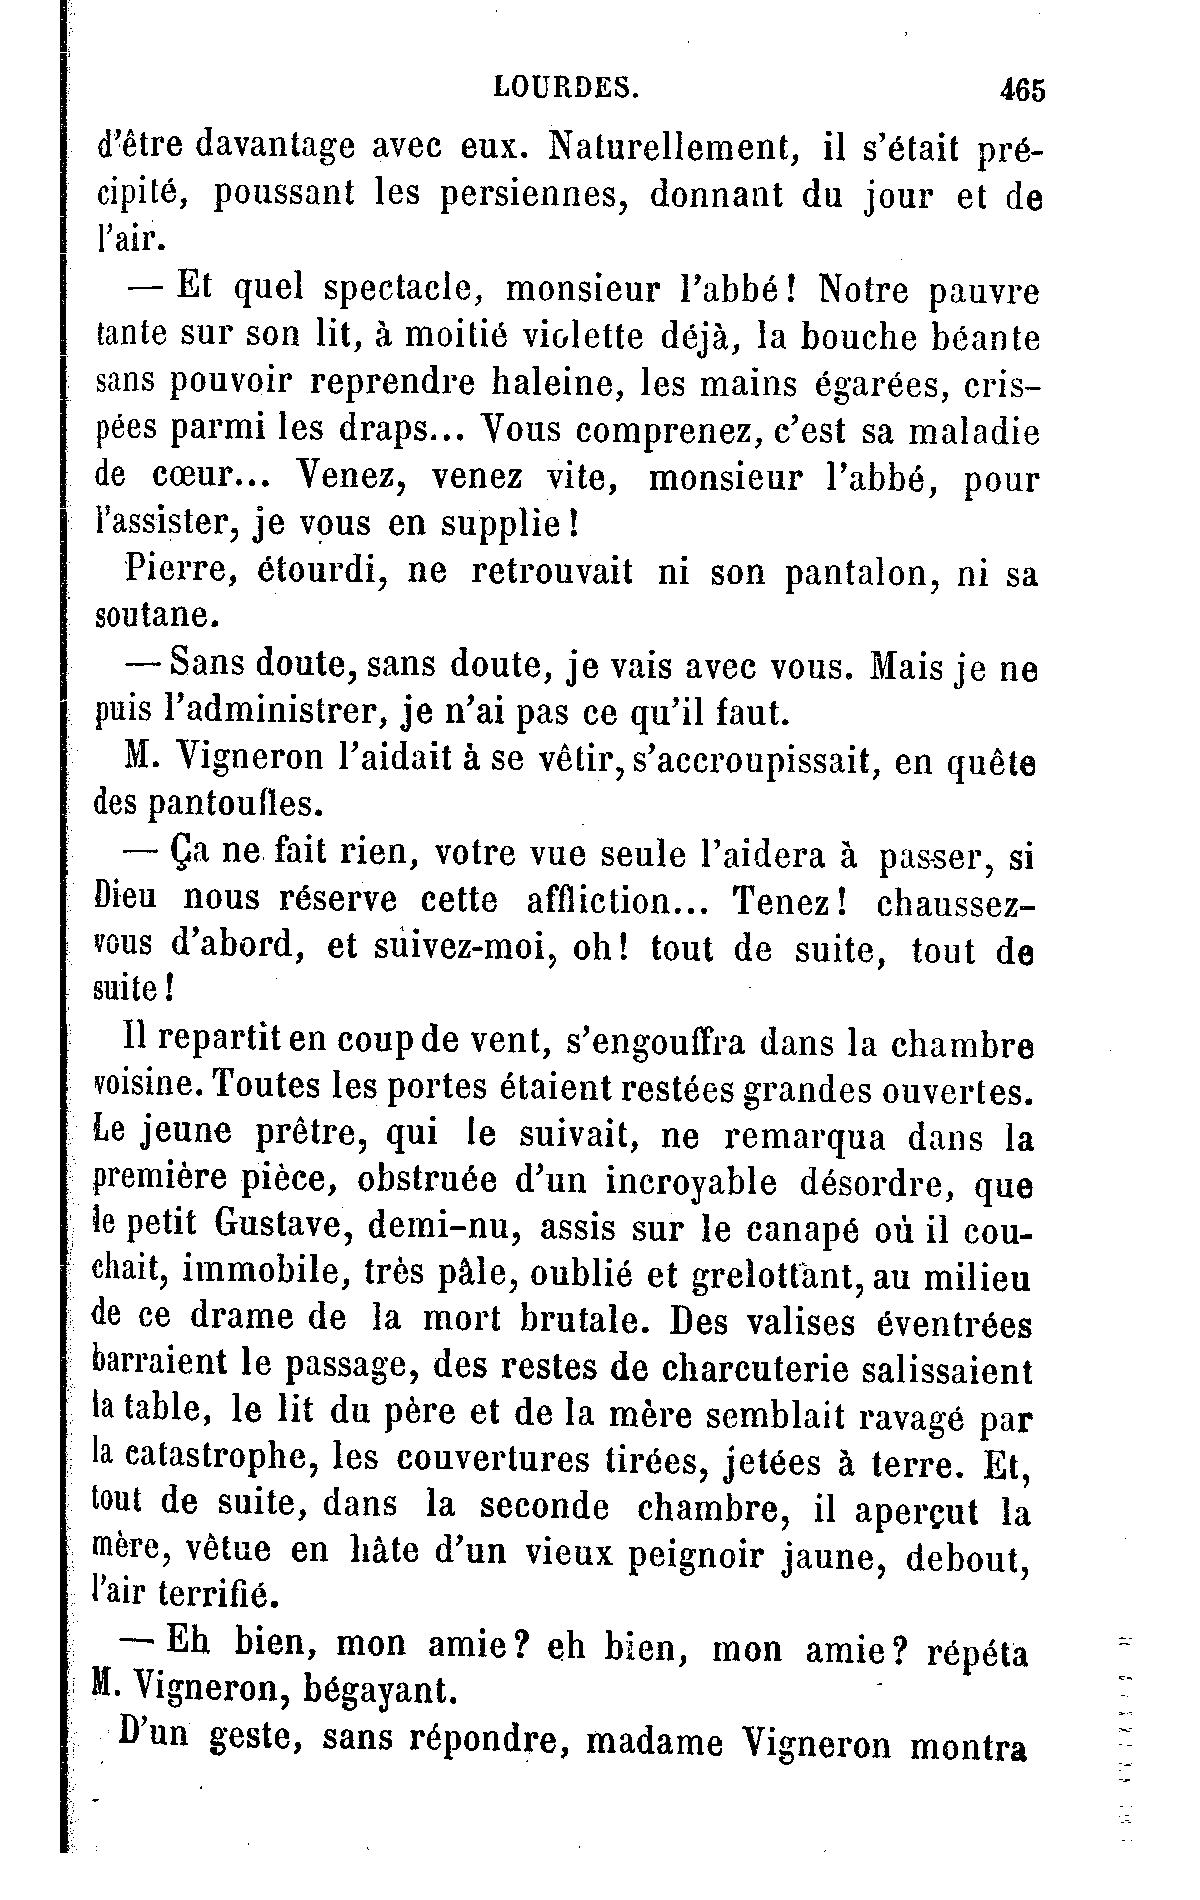 LOURDES. 465
d'être davantage avec eux. Naturellement, il s'était pré-
cipité, poussant les persiennes, donnant du jour et de
l'air.
— Et quel spectacle, monsieur l'abbé! Notre pauvre
tante sur son lit, à moitié violette déjà, la bouche béante
sans pouvoir reprendre haleine, les mains égarées, cris-
pées parmi les draps... Vous comprenez, c'est sa maladie
de cœur... Venez, venez vite, monsieur l'abbé, pour
l'assister, je vous en supplie!
Pierre, étourdi, ne retrouvait ni son pantalon, ni sa
soutane.
— Sans doute, sans doute, je vais avec vous. Mais je ne
puis l'administrer, je n'ai pas ce qu'il faut.
M. Vigneron l'aidait à se vêtir, s'accroupissait, en quête
des pantoufles.
— Ça ne fait rien, votre vue seule l'aidera à passer, si
Dieu nous réserve cette affliction... Tenez! chaussez-
vous d'abord, et suivez-moi, oh! tout de suite, tout de
suite!
Il repartit en coup de vent, s'engouffra dans la chambre
voisine. Toutes les portes étaient restées grandes ouvertes.
Le jeune prêtre, qui le suivait, ne remarqua dans la
première pièce, obstruée d'un incroyable désordre, que
le petit Gustave, demi-nu, assis sur le canapé où il cou-
chait, immobile, très pâle, oublié et grelottant, au milieu
de ce drame de la mort brutale. Des valises éventrées
barraient le passage, des restes de charcuterie salissaient
la table, le lit du père et de la mère semblait ravagé par
la catastrophe, les couvertures tirées, jetées à terre. Et,
tout de suite, dans la seconde chambre, il aperçut la
mère, vêtue en hâte d'un vieux peignoir jaune, debout,
l'air terrifié.
— Eh bien, mon amie? eh bien, mon amie? répéta
M. Vigneron, bégayant.
D'un geste, sans répondre, madame Vigneron montra